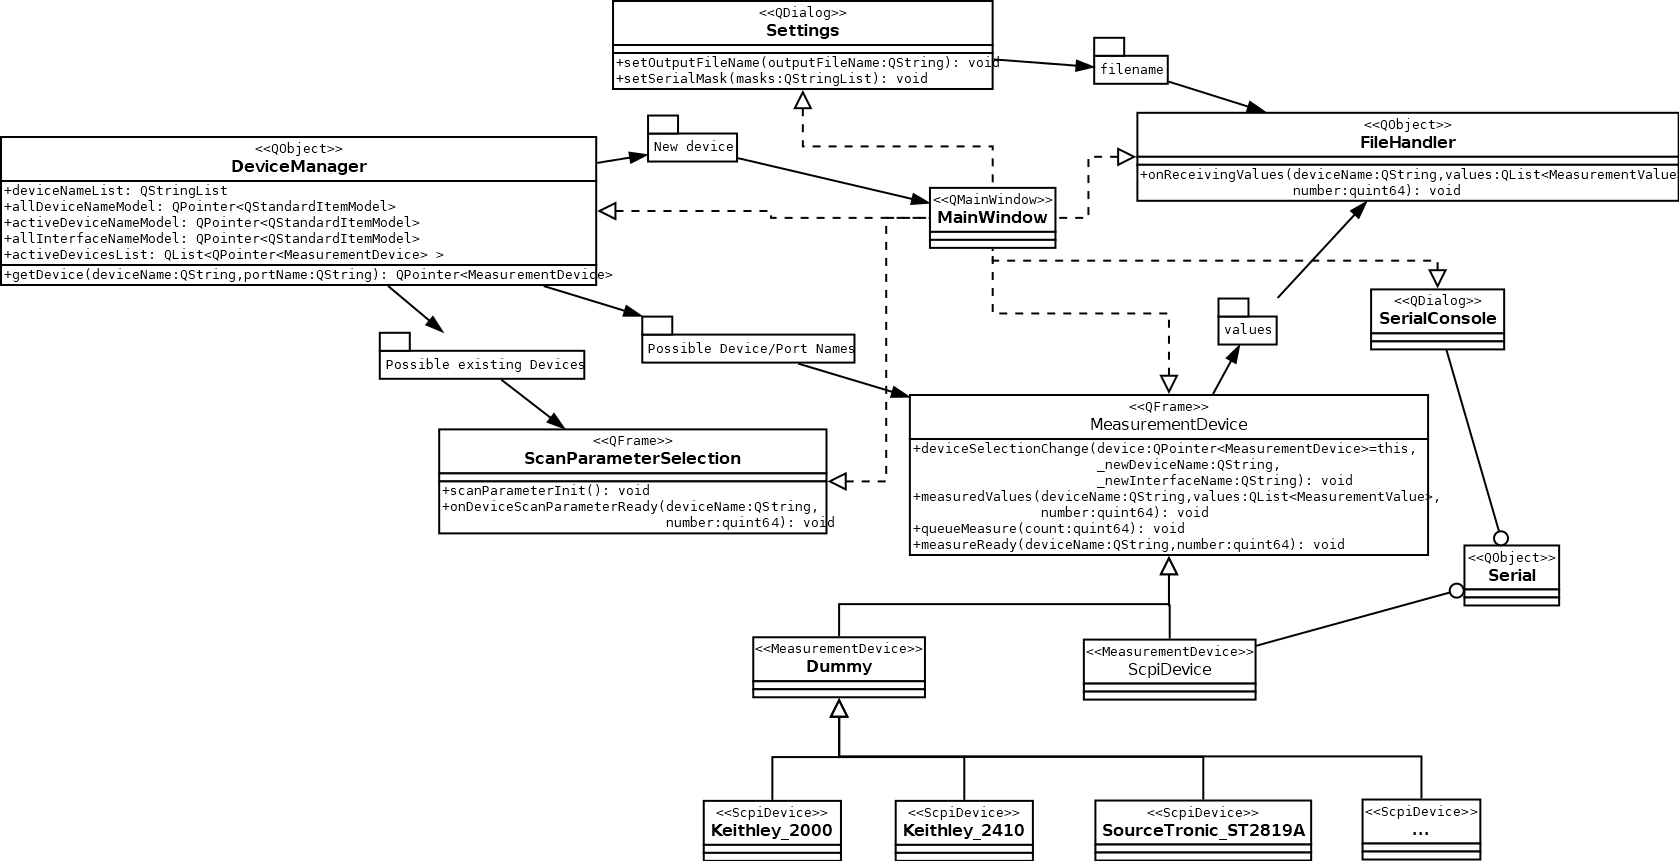 <<QDialog>>
Settings
+setOutputFileName(outputFileName:QString): void
+setSerialMask(masks:QStringList): void
filename
<<QObject>>
FileHandler
+onReceivingValues(deviceName:QString,values:QList<MeasurementValue
number:quint64): void
New device
<<QObject>>
DeviceManager
+deviceNameList: QStringList
+allDeviceNameModel: QPointer<QStandardItemModel>
+activeDeviceNameModel: QPointer<QStandardItemModel>
+allInterfaceNameModel: QPointer<QStandardItemModel>
+activeDevicesList: QList<QPointer<MeasurementDevice> >
+getDevice(deviceName:QString,portName:QString): QPointer<MeasurementDevice>
<<QMainWindow>>
MainWindow
<<QDialog>>
SerialConsole
values
Possible existing Devices
Possible Device/Port Names
<<QFrame>>
ScanParameterSelection
+scanParameterInit(): void
+onDeviceScanParameterReady(deviceName:QString,
number:quint64): void
<<QFrame>>
MeasurementDevice
+deviceSelectionChange(device:QPointer<MeasurementDevice>=this,
_newDeviceName:QString,
_newInterfaceName:QString): void
+measuredValues(deviceName:QString,values:QList<MeasurementValue>,
number:quint64): void
+queueMeasure(count:quint64): void
+measureReady(deviceName:QString,number:quint64): void
<<QObject>>
Serial
<<MeasurementDevice>>
Dummy
<<MeasurementDevice>>
ScpiDevice
<<ScpiDevice>>
Keithley_2000
<<ScpiDevice>>
Keithley_2410
<<ScpiDevice>>
SourceTronic_ST2819A
<<ScpiDevice>>
...